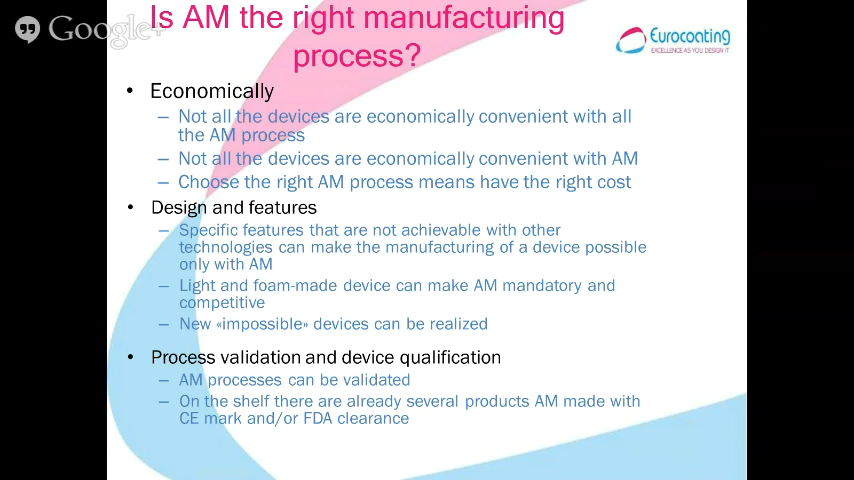 Google+
Is AM the right manufacturing
process?
Eurocoating
EXCELLENCE AS YOU DESIGN IT
• Economically
– Not all the devices are economically convenient with all
the AM process
– Not all the devices are economically convenient with AM
– Choose the right AM process means have the right cost
• Design and features
– Specific features that are not achievable with other
technologies can make the manufacturing of a device possible
only with AM
– Light and foam-made device can make AM mandatory and
competitive
– New «impossible» devices can be realized
• Process validation and device qualification
– AM processes can be validated
– On the shelf there are already several products AM made with
CE mark and/or FDA clearance